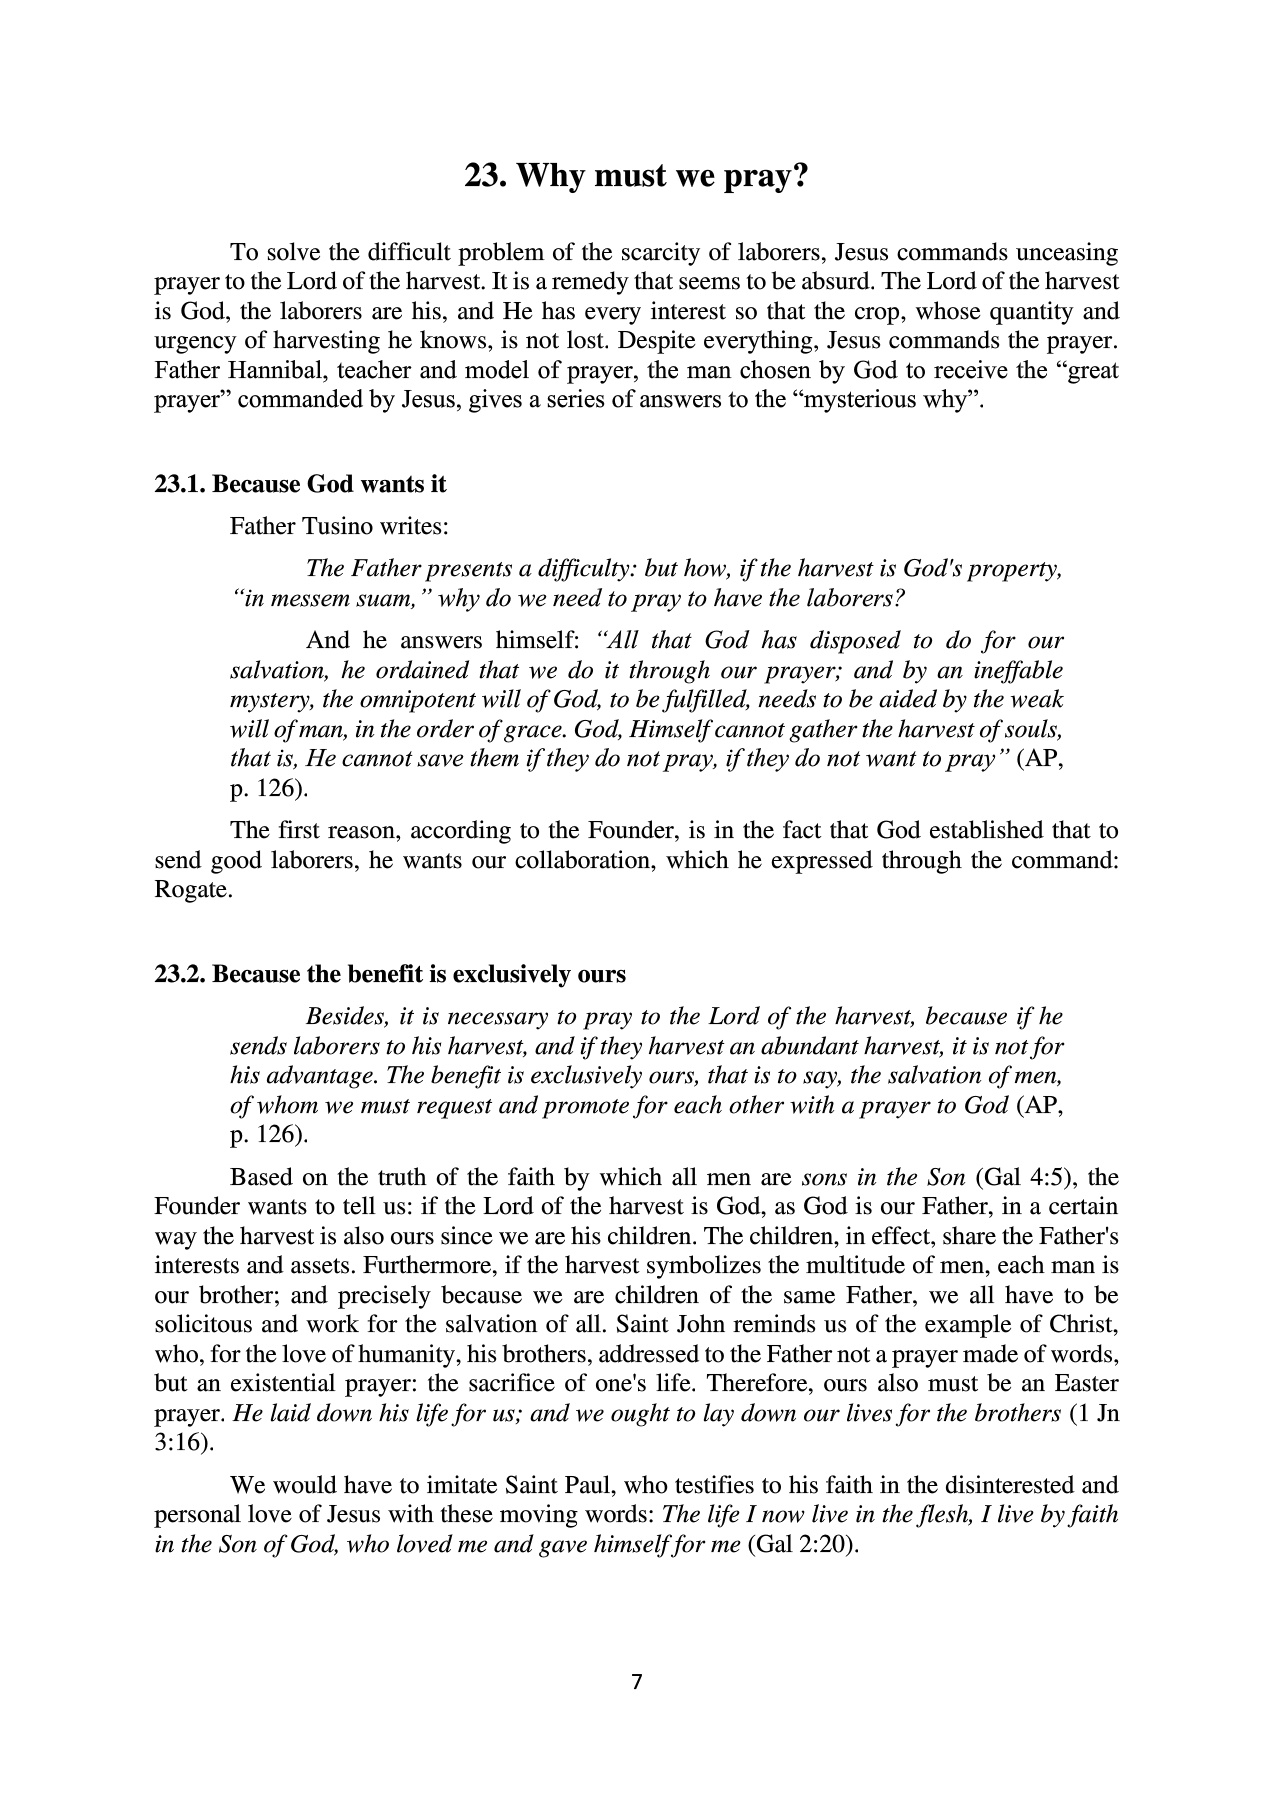 23. Why must we pray?
To solve the difficult problem of the scarcity of laborers, Jesus commands unceasing
prayer to the Lord of the harvest. It is a remedy that seems to be absurd. The Lord of the harvest
is God, the laborers are his, and He has every interest so that the crop, whose quantity and
urgency of harvesting he knows, is not lost. Despite everything, Jesus commands the prayer.
Father Hannibal, teacher and model of prayer, the man chosen by God to receive the “great
prayer” commanded by Jesus, gives a series of answers to the “mysterious why”.
23.1. Because God wants it
Father Tusino writes:
The Father presents a difficulty: but how, if the harvest is God's property,
“in messem suam,” why do we need to pray to have the laborers?
And he answers himself: “All that God has disposed to do for our
salvation, he ordained that we do it through our prayer; and by an ineffable
mystery, the omnipotent will of God, to be fulfilled, needs to be aided by the weak
will of man, in the order of grace. God, Himself cannot gather the harvest of souls,
that is, He cannot save them if they do not pray, if they do not want to pray” (AP,
p. 126).
The first reason, according to the Founder, is in the fact that God established that to
send good laborers, he wants our collaboration, which he expressed through the command:
Rogate.
23.2. Because the benefit is exclusively ours
Besides, it is necessary to pray to the Lord of the harvest, because if he
sends laborers to his harvest, and if they harvest an abundant harvest, it is not for
his advantage. The benefit is exclusively ours, that is to say, the salvation of men,
of whom we must request and promote for each other with a prayer to God (AP,
p. 126).
Based on the truth of the faith by which all men are sons in the Son (Gal 4:5), the
Founder wants to tell us: if the Lord of the harvest is God, as God is our Father, in a certain
way the harvest is also ours since we are his children. The children, in effect, share the Father's
interests and assets. Furthermore, if the harvest symbolizes the multitude of men, each man is
our brother; and precisely because we are children of the same Father, we all have to be
solicitous and work for the salvation of all. Saint John reminds us of the example of Christ,
who, for the love of humanity, his brothers, addressed to the Father not a prayer made of words,
but an existential prayer: the sacrifice of one's life. Therefore, ours also must be an Easter
prayer. He laid down his life for us; and we ought to lay down our lives for the brothers (1 Jn
3:16).
We would have to imitate Saint Paul, who testifies to his faith in the disinterested and
personal love of Jesus with these moving words: The life I now live in the flesh, I live by faith
in the Son of God, who loved me and gave himself for me (Gal 2:20).
7